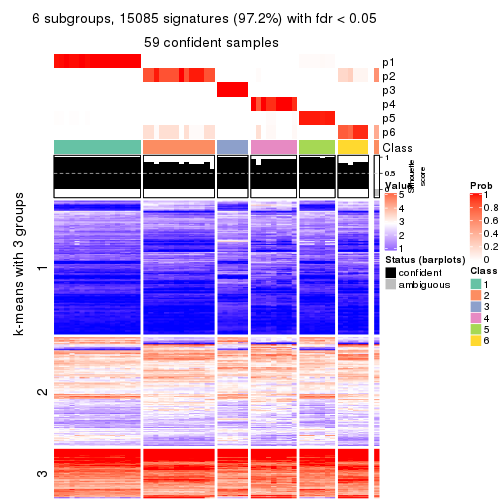 6 subgroups, 15085 signatures (97.2%) with fdr < 0.05
59 confident samples
p1
p2
p3
p4
p5
p6
Class
1
0.5
0
Silhouette
score
k-means with 3 groups
1
2
3
Value
5
4
3
2
1
Status (barplots)
confident
ambiguous
Prob
1
0.8
0.6
0.4
0.2
0
Class
1
2
3
4
5
6